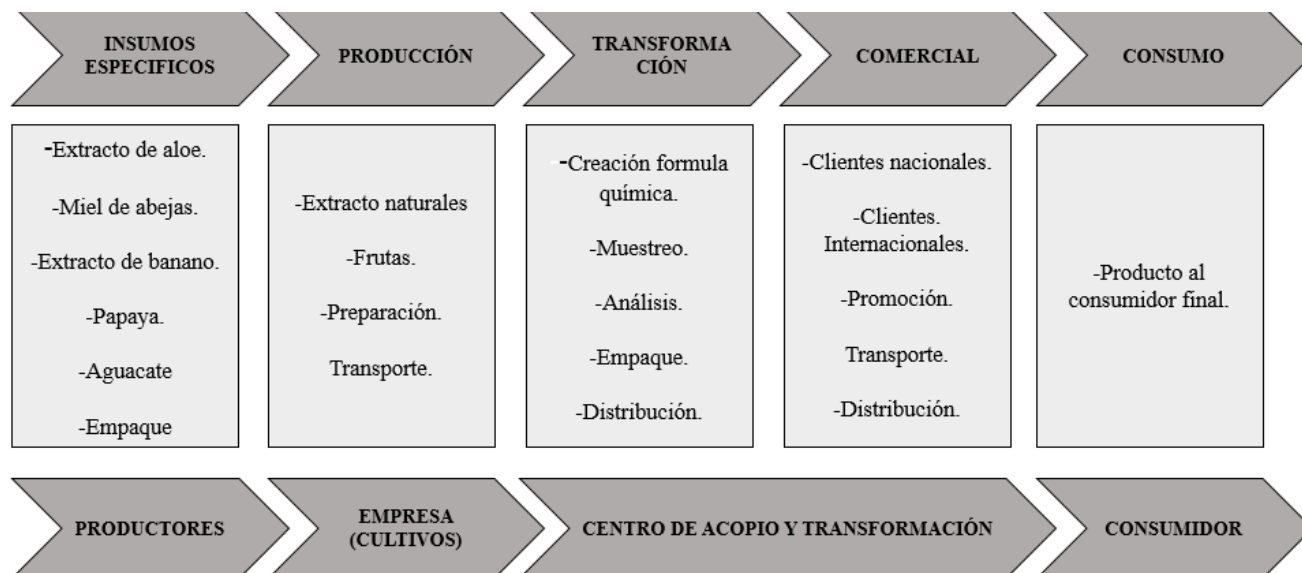 INSUMOS
ESPECIFICOS
PRODUCCIÓN
TRANSFORMA
CIÓN
COMERCIAL
CONSUMO
-Extracto de aloe.
-Miel de abejas.
-Extracto de banano.
-Papaya.
-Aguacate
-Empaque
-Extracto naturales
-Frutas.
-Preparación.
Transporte.
-Creación formula
química.
-Muestreo.
-Análisis.
-Empaque.
-Distribución.
-Clientes nacionales.
-Clientes.
Internacionales.
-Promoción.
Transporte.
-Distribución.
-Producto al
consumidor final.
PRODUCTORES
EMPRESA
(CULTIVOS)
CENTRO DE ACOPIO Y TRANSFORMACIÓN
CONSUMIDOR